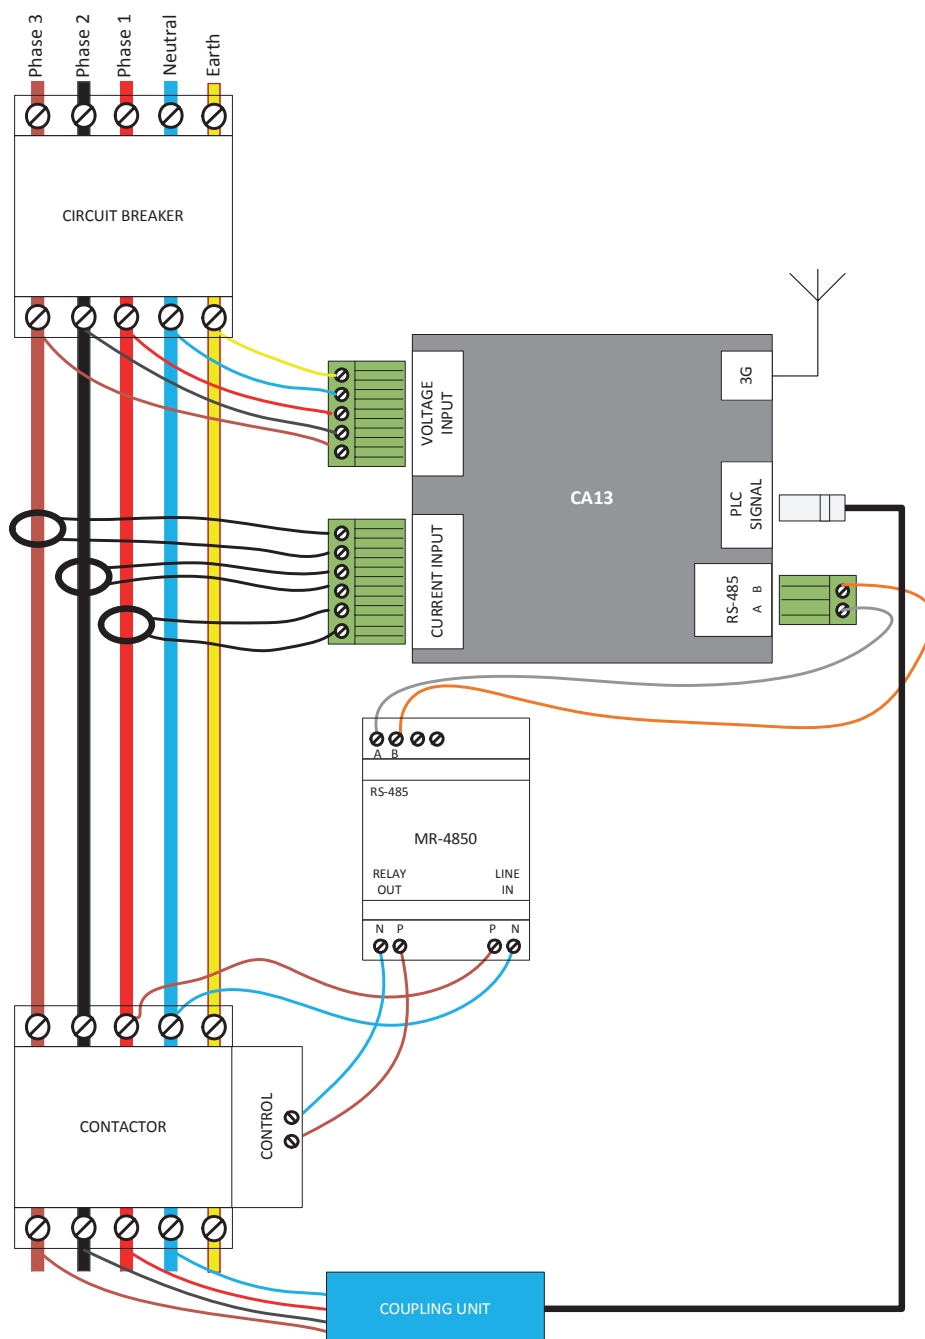 Phase 3
Phase 2
Phase 1
Neutral
Earth
CIRCUIT BREAKER
VOLTAGE
INPUT
3G
CA13
PLC
SIGNAL
CURRENT INPUT
RS-485
A B
A B
RS-485
MR-4850
RELAY
OUT
LINE
IN
N P
P N
CONTACTOR
CONTROL
COUPLING UNIT